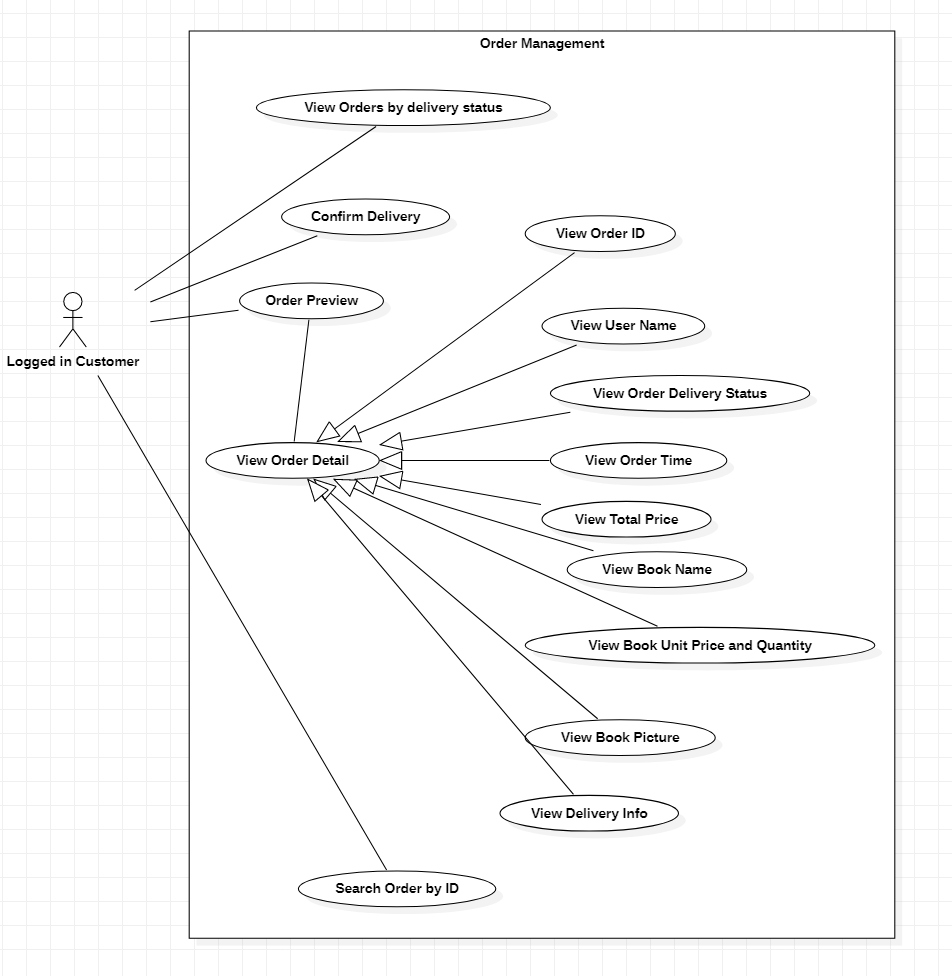 Order Management
View Orders by delivery status
Confirm Delivery
View Order ID
Order Preview
View User Name
Logged in Customer
View Order Delivery Status
View Order Detail
View Order Time
View Total Price
View Book Name
View Book Unit Price and Quantity
View Book Picture
View Delivery Info
Search Order by ID